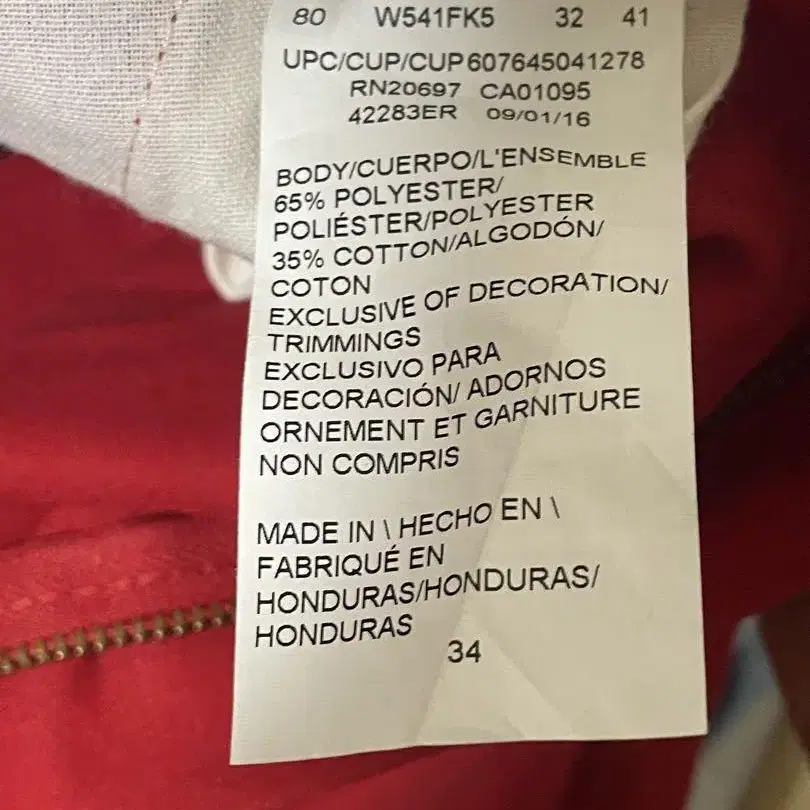 80 W541FK5 32 41
UPC/CUP/CUP607645041278
RN20697 CA01095
42283ER 09/01/16
BODY/CUERPO/L'ENSEMBLE
65% POLYESTER/
POLIÉSTER/POLYESTER
35% COTTON/ALGODÓN/
COTON
EXCLUSIVE OF DECORATION/
TRIMMINGS
EXCLUSIVO PARA
DECORACIÓN/ ADORNOS
ORNEMENT ET GARNITURE
NON COMPRIS
MADE IN \ HECHO EN \
FABRIQUÉ EN
HONDURAS/HONDURAS/
HONDURAS
34